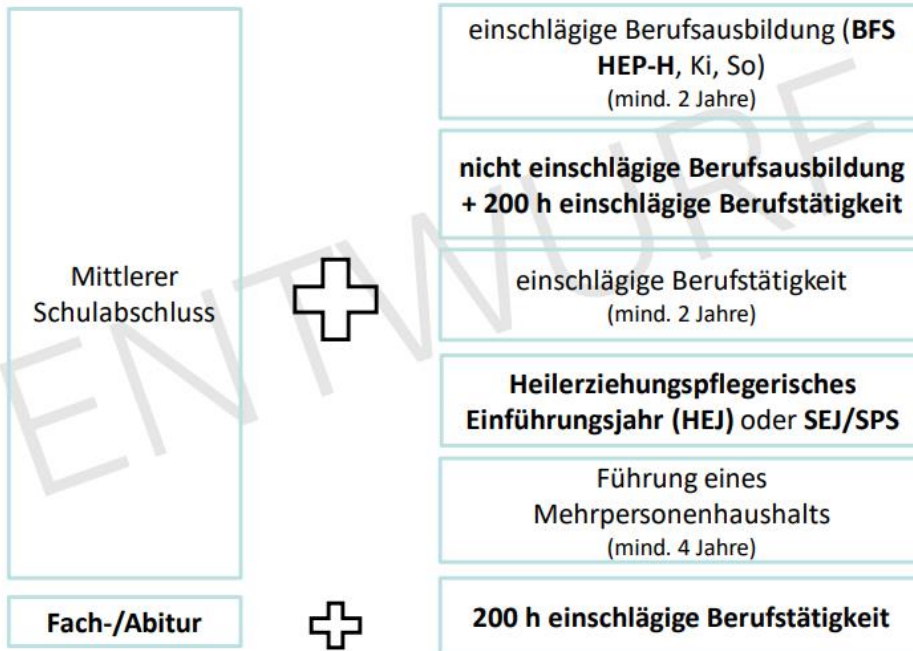 einschlägige Berufsausbildung (BFS
HEP-H, Ki, So)
(mind. 2 Jahre)
nicht einschlägige Berufsausbildung
+ 200 h einschlägige Berufstätigkeit
Mittlerer
Schulabschluss
einschlägige Berufstätigkeit
(mind. 2 Jahre)
Heilerziehungspflegerisches
Einführungsjahr (HEJ) oder SEJ/SPS
Führung eines
Mehrpersonenhaushalts
(mind. 4 Jahre)
Fach-/Abitur
200 h einschlägige Berufstätigkeit
ENTWURF